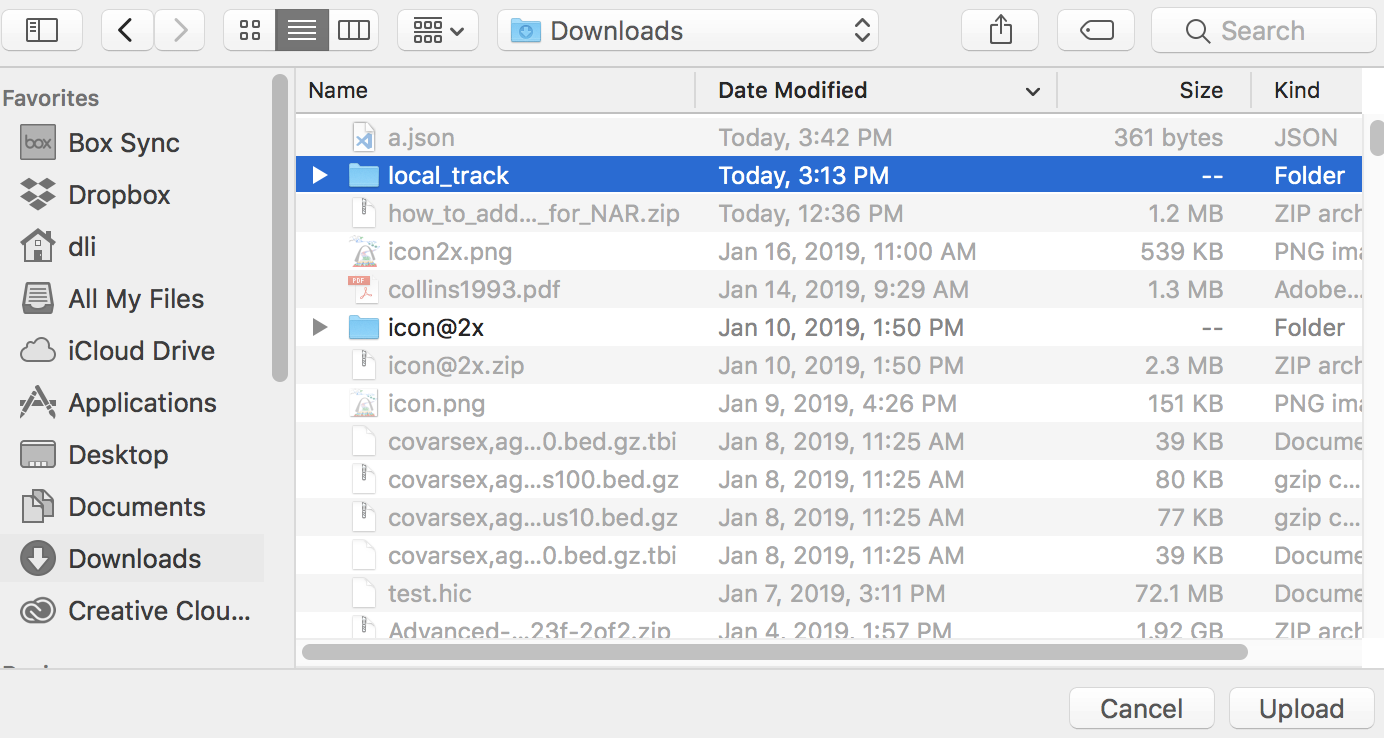 Downloads
Search
Favorites
box Box Sync
Dropbox
dli
All My Files
iCloud Drive
Applications
Desktop
Documents
Downloads
Creative Clou...
Name Date Modified Size Kind
a.json Today, 3:42 PM 361 bytes JSON
local_track Today, 3:13 PM -- Folder
how_to_add..._for_NAR.zip Today, 12:36 PM 1.2 MB ZIP arch
icon2x.png Jan 16, 2019, 11:00 AM 539 KB PNG ima
PDF collins1993.pdf Jan 14, 2019, 9:29 AM 1.3 MB Adobe...
icon@2x Jan 10, 2019, 1:50 PM -- Folder
icon@2x.zip Jan 10, 2019, 1:50 PM 2.3 MB ZIP arch
icon.png Jan 9, 2019, 4:26 PM 151 KB PNG ima
covarsex,ag...0.bed.gz.tbi Jan 8, 2019, 11:25 AM 39 KB Docume
covarsex,ag...s100.bed.gz Jan 8, 2019, 11:25 AM 80 KB gzip c...
covarsex,ag...us10.bed.gz Jan 8, 2019, 11:25 AM 77 KB gzip c...
covarsex,ag...0.bed.gz.tbi Jan 8, 2019, 11:25 AM 39 KB Docume
test.hic Jan 7, 2019, 3:11 PM 72.1 MB Docume
Advanced-...23f-2of2.zip Jan 4, 2019, 1:57 PM 1.92 GB ZIP arch
Cancel Upload